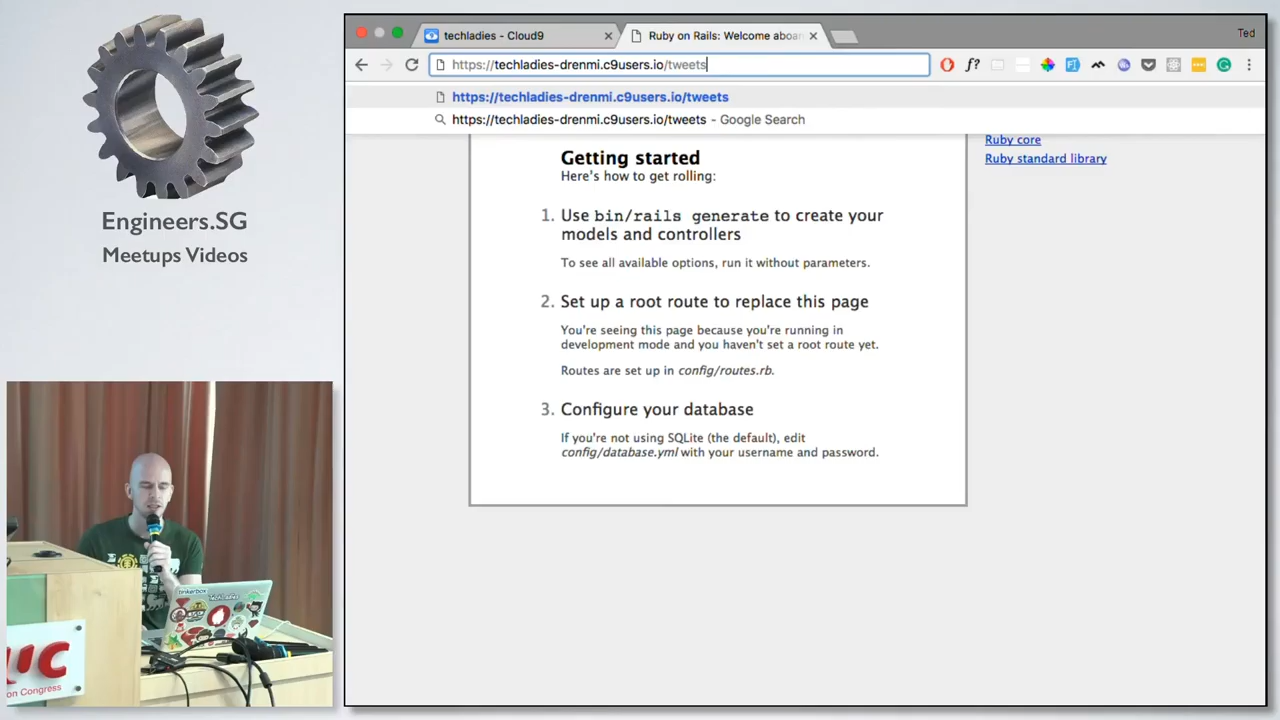 Engineers.SG
Meetups Videos
techladies - Cloud9
Ruby on Rails: Welcome aboar
Ted
https://techladies-drenmi.c9users.io/tweets
https://techladies-drenmi.c9users.io/tweets
https://techladies-drenmi.c9users.io/tweets - Google Search
Ruby core
Ruby standard library
Getting started
Here's how to get rolling:
1. Use bin/rails generate to create your
models and controllers
To see all available options, run it without parameters.
2. Set up a root route to replace this page
You're seeing this page because you're running in
development mode and you haven't set a root route yet.
Routes are set up in config/routes.rb.
3. Configure your database
If you're not using SQLite (the default), edit
config/database.yml with your username and password.
tinkerbox
techladies
on Congress